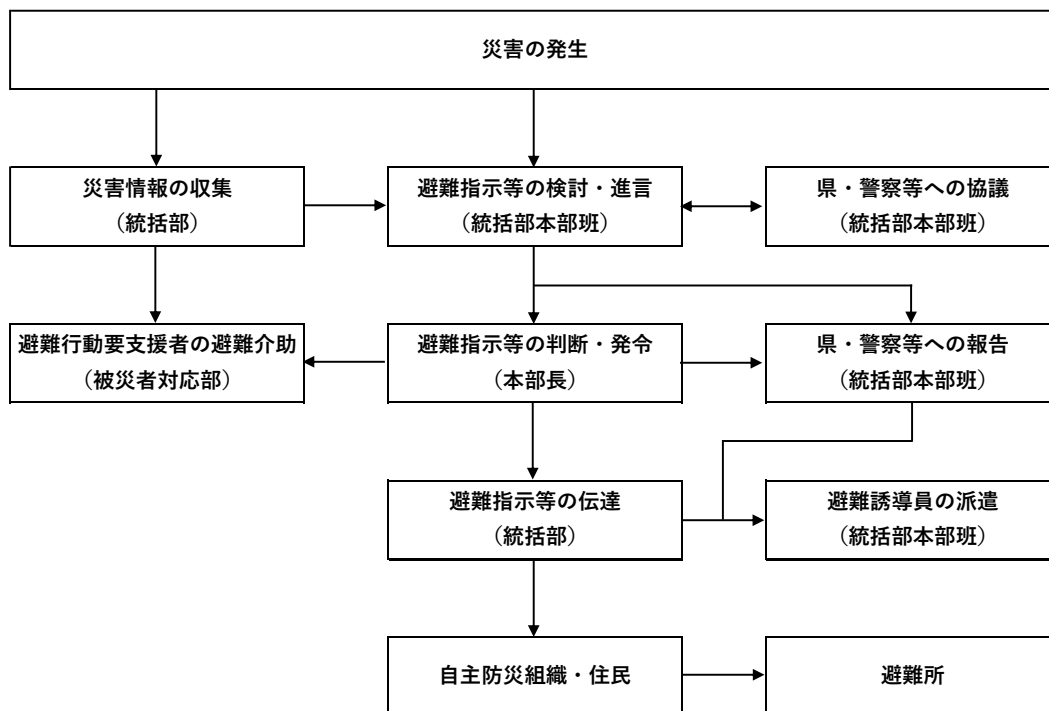 災害の発生
災害情報の収集
（統括部）
避難指示等の検討・進言
（統括部本部班）
県・警察等への協議
（統括部本部班）
避難行動要支援者の避難介助
（被災者対応部）
避難指示等の判断・発令
（本部長）
県・警察等への報告
（統括部本部班）
避難指示等の伝達
（統括部）
避難誘導員の派遣
（統括部本部班）
自主防災組織・住民
避難所